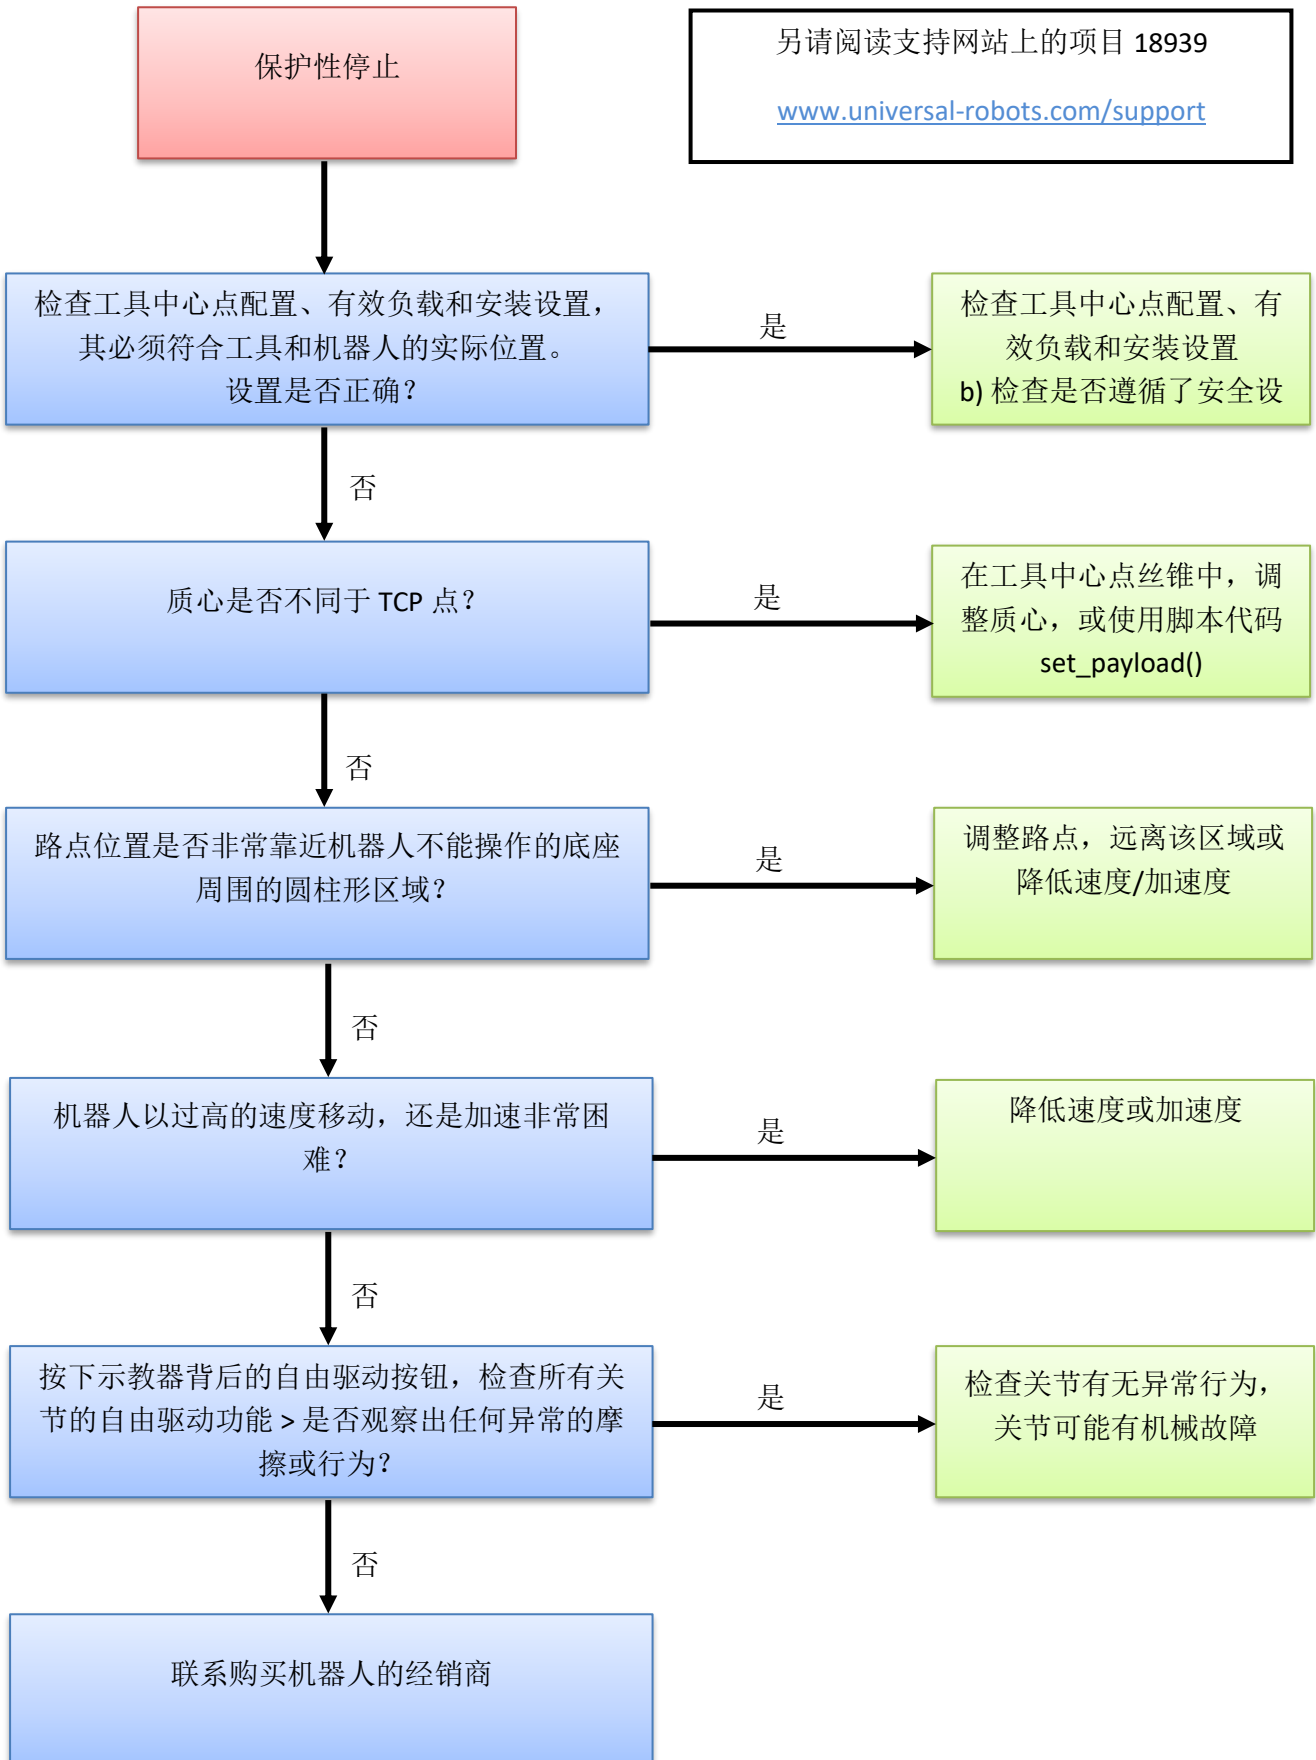 保护性停止
另请阅读支持网站上的项目 18939
www.universal-robots.com/support
检查工具中心点配置、有效负载和安装设置，
其必须符合工具和机器人的实际位置。
设置是否正确？
是
检查工具中心点配置、有
效负载和安装设置
b) 检查是否遵循了安全设
否
质心是否不同于 TCP 点？
是
在工具中心点丝锥中，调
整质心，或使用脚本代码
set_payload()
否
路点位置是否非常靠近机器人不能操作的底座
周围的圆柱形区域？
是
调整路点，远离该区域或
降低速度/加速度
否
机器人以过高的速度移动，还是加速非常困
难？
是
降低速度或加速度
否
按下示教器背后的自由驱动按钮，检查所有关
节的自由驱动功能 > 是否观察出任何异常的摩
擦或行为？
是
检查关节有无异常行为，
关节可能有机械故障
否
联系购买机器人的经销商